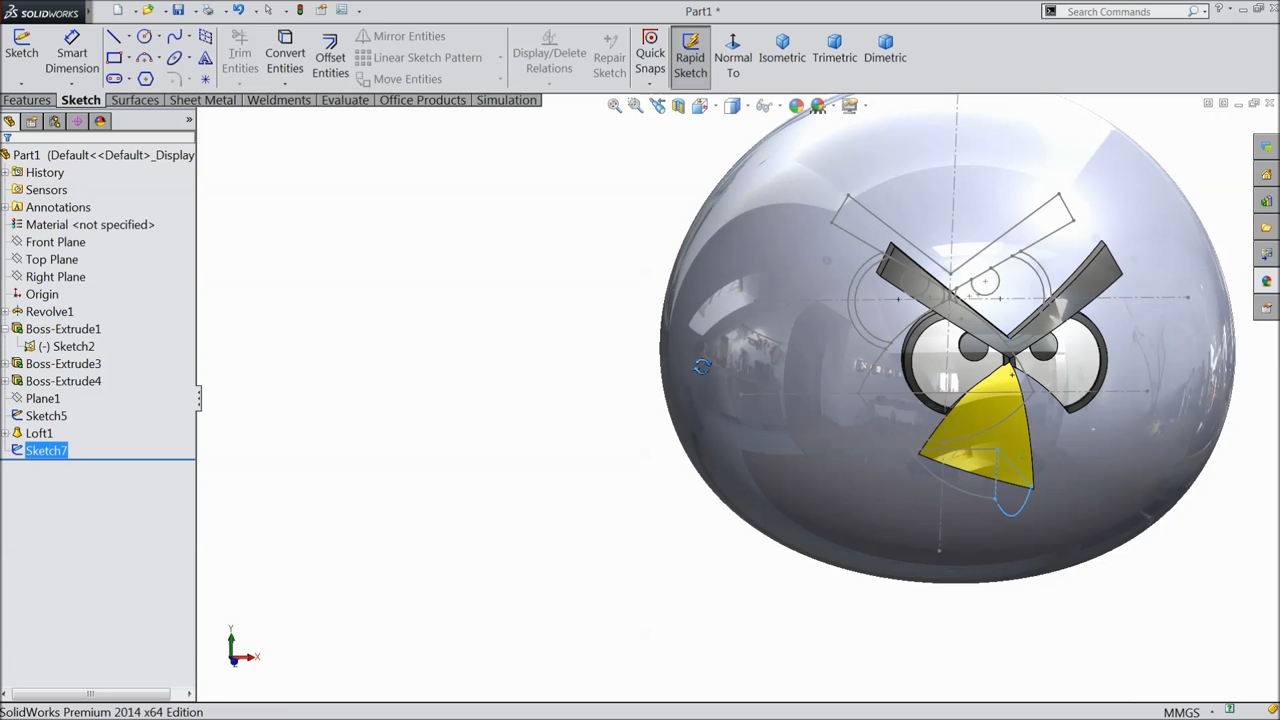 SOLIDWORKS
Part1 *
Search Commands
Sketch
Smart Dimension
Trim Entities
Convert Entities
Offset Entities
Mirror Entities
Linear Sketch Pattern
Move Entities
Display/Delete Relations
Repair Sketch
Quick Snaps
Rapid Sketch
Normal To
Isometric
Trimetric
Dimetric
Features
Sketch
Surfaces
Sheet Metal
Weldments
Evaluate
Office Products
Simulation
Part1 (Default<<Default>_Display
History
Sensors
Annotations
Material <not specified>
Front Plane
Top Plane
Right Plane
Origin
Revolve1
Boss-Extrude1
(-) Sketch2
Boss-Extrude3
Boss-Extrude4
Plane1
Sketch5
Loft1
Sketch7
Y
X
SolidWorks Premium 2014 x64 Edition
MMGS